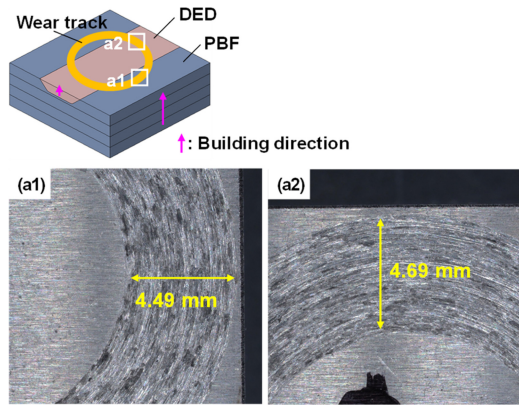 DED
Wear track
a2
PBF
a1
: Building direction
(a1)
(a2)
4.49 mm
4.69 mm